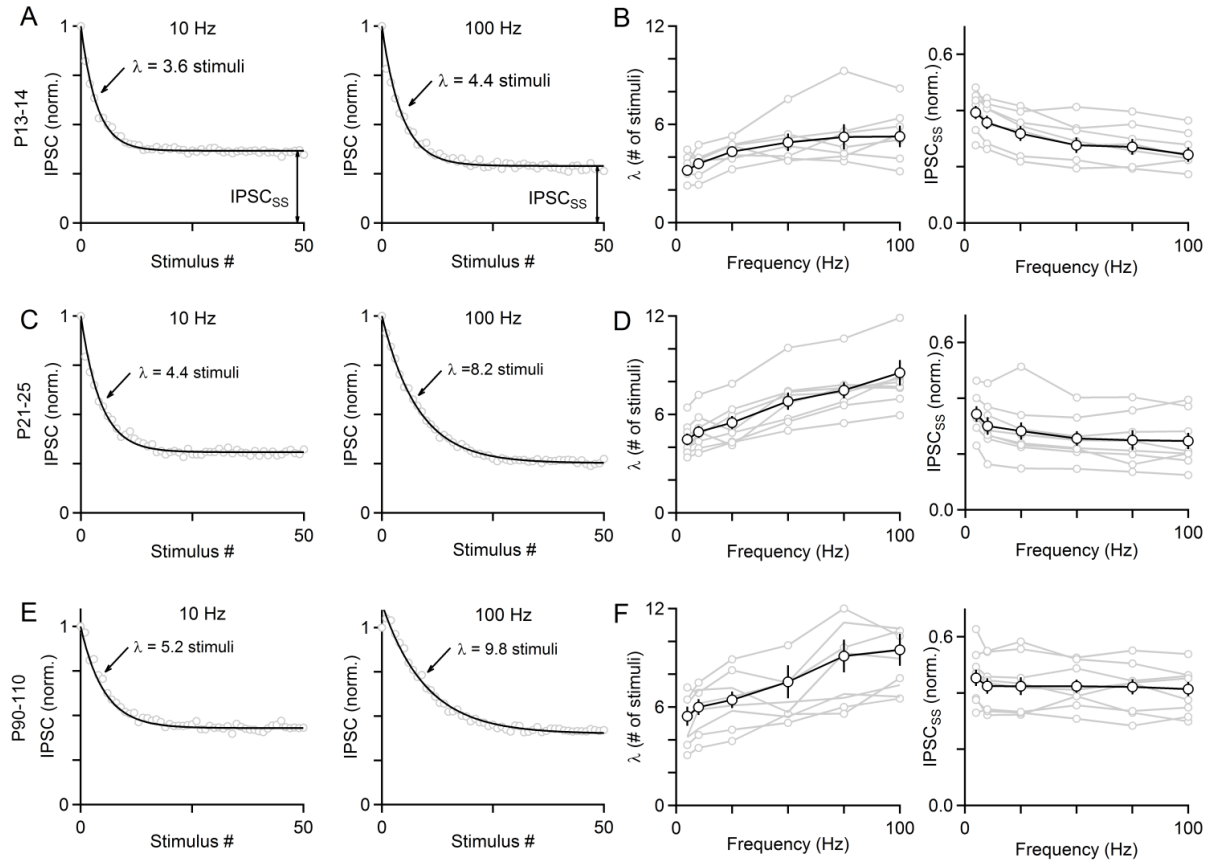 A
10 Hz
100 Hz
B
P13-14
IPSC (norm.)
1
0
λ = 3.6 stimuli
IPSC_SS
0
50
Stimulus #
IPSC (norm.)
1
0
λ = 4.4 stimuli
IPSC_SS
0
50
Stimulus #
λ (# of stimuli)
12
6
0
0
100
Frequency (Hz)
IPSC_SS (norm.)
0.6
0.0
0
100
Frequency (Hz)
C
10 Hz
100 Hz
D
P21-25
IPSC (norm.)
1
0
λ = 4.4 stimuli
0
50
Stimulus #
IPSC (norm.)
1
0
λ =8.2 stimuli
0
50
Stimulus #
λ (# of stimuli)
12
6
0
0
100
Frequency (Hz)
IPSC_SS (norm.)
0.6
0.0
0
100
Frequency (Hz)
E
10 Hz
100 Hz
F
P90-110
IPSC (norm.)
1
0
λ = 5.2 stimuli
0
50
Stimulus #
IPSC (norm.)
1
0
λ = 9.8 stimuli
0
50
Stimulus #
λ (# of stimuli)
12
6
0
0
100
Frequency (Hz)
IPSC_SS (norm.)
0.6
0.0
0
100
Frequency (Hz)